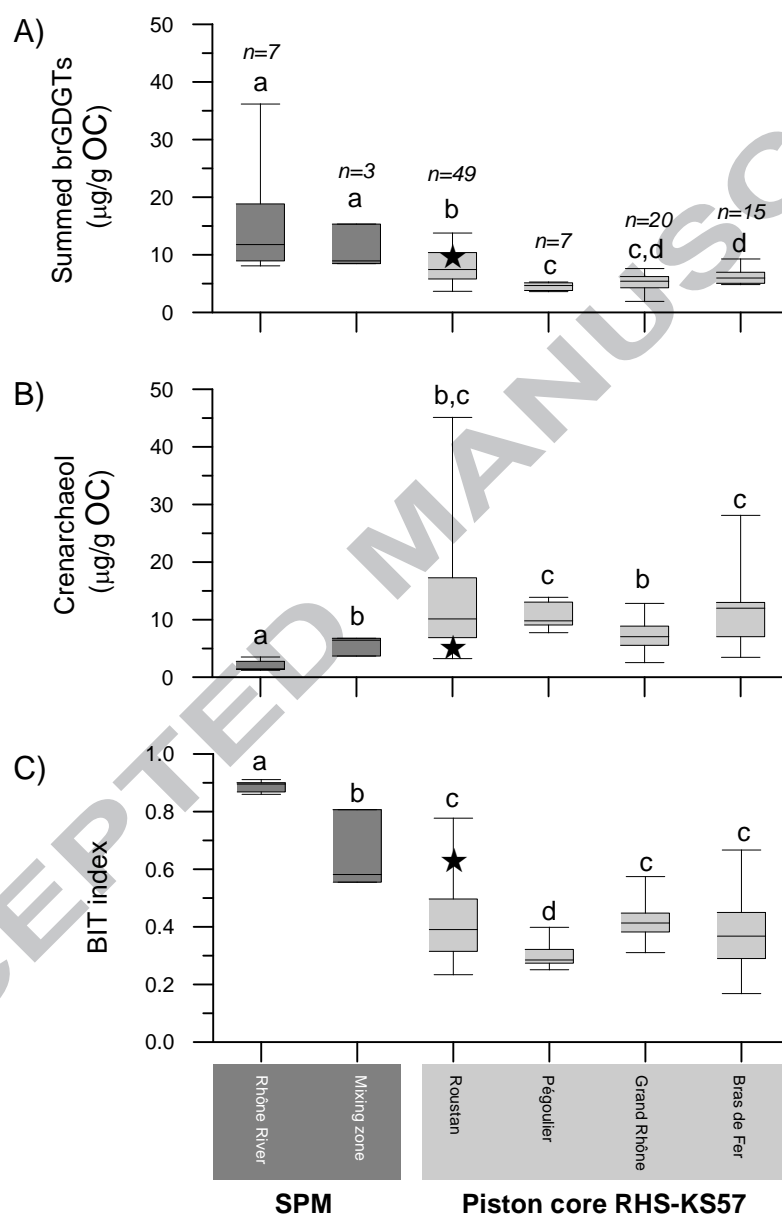 A)
Summed brGDGTs
(µg/g OC)
50
40
30
20
10
0
n=7
a
n=3
a
n=49
b
n=7
c
n=20
c,d
n=15
d
B)
Crenarchaeol
(µg/g OC)
50
40
30
20
10
0
a
b
b,c
c
b
c
C)
BIT index
1.0
0.8
0.6
0.4
0.2
0.0
a
b
c
d
c
c
Rhône River
Mixing zone
Roustan
Pégoulier
Grand Rhône
Bras de Fer
SPM
Piston core RHS-KS57
CEPTED MANUSC